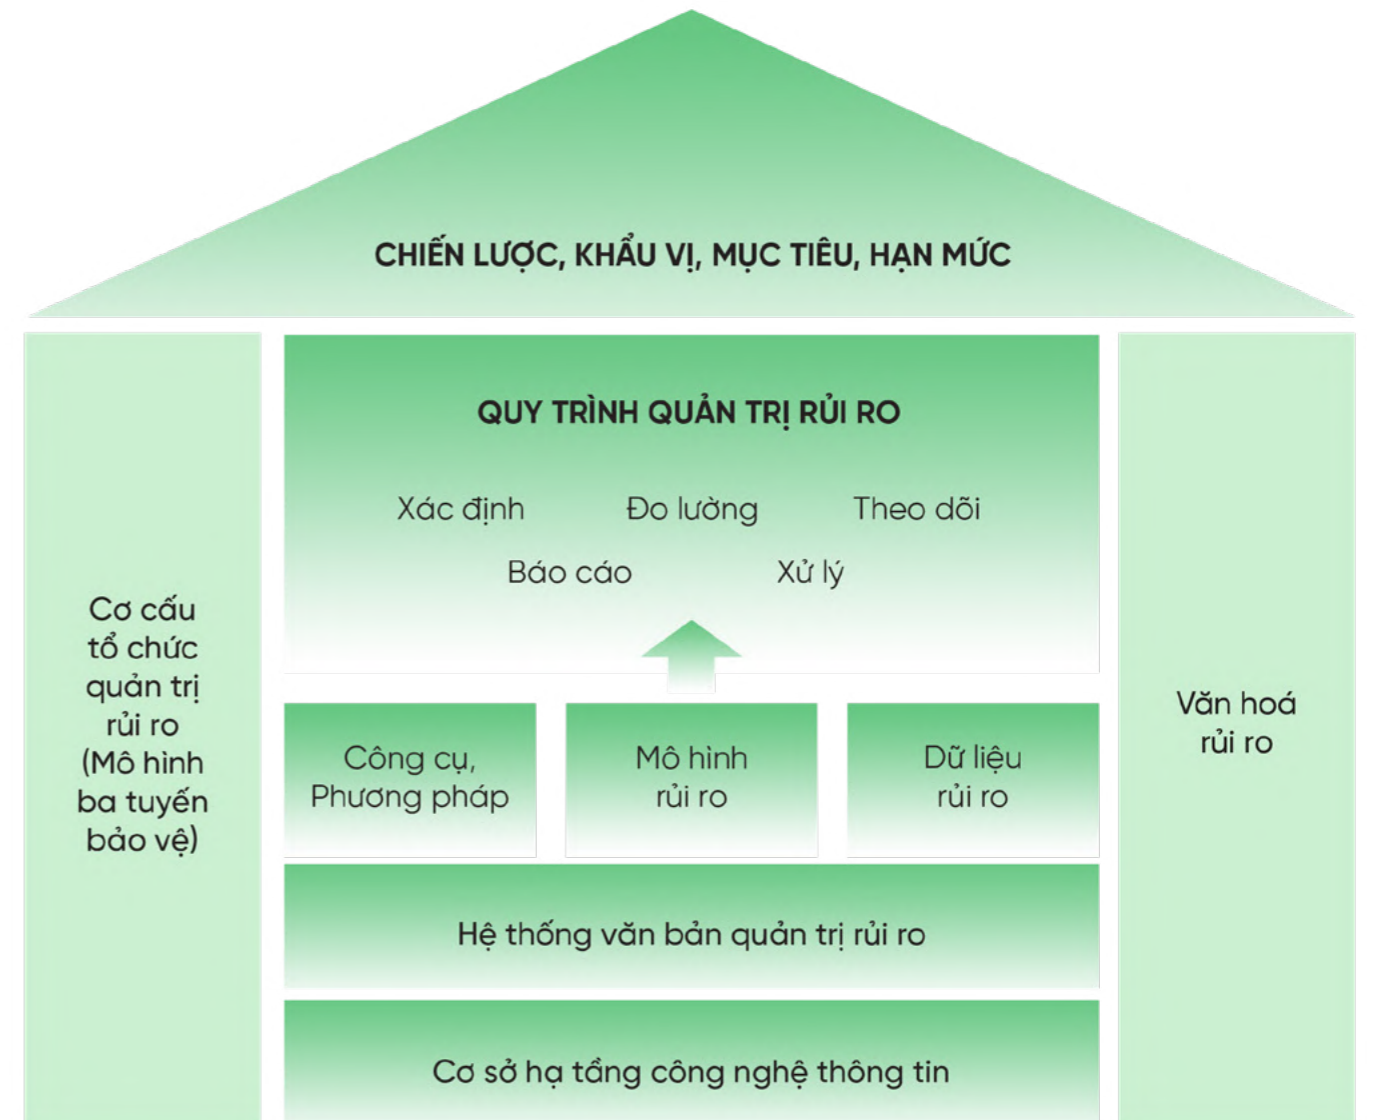 CHIẾN LƯỢC, KHẨU VỊ, MỤC TIÊU, HẠN MỨC
QUY TRÌNH QUẢN TRỊ RỦI RO
Xác định Đo lường Theo dõi
Báo cáo Xử lý
Cơ cấu
tổ chức
quản trị
rủi ro
(Mô hình
ba tuyến
bảo vệ)
Công cụ,
Phương pháp
Mô hình
rủi ro
Dữ liệu
rủi ro
Văn hoá
rủi ro
Hệ thống văn bản quản trị rủi ro
Cơ sở hạ tầng công nghệ thông tin